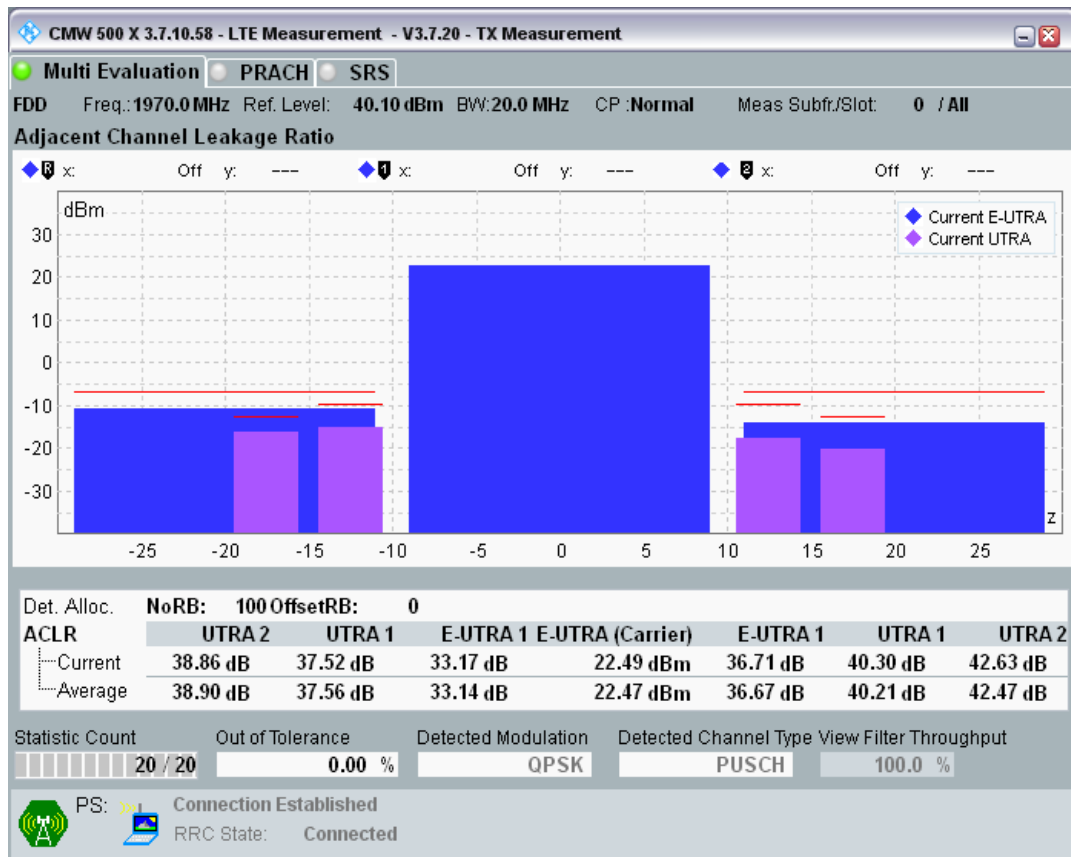 CMW 500 X 3.7.10.58 - LTE Measurement - V3.7.20 - TX Measurement
Multi Evaluation PRACH SRS
FDD Freq.:1970.0 MHz Ref. Level: 40.10 dBm BW:20.0 MHz CP :Normal Meas Subfr./Slot: 0 / All
Adjacent Channel Leakage Ratio
R x: Off y: --- 1 x: Off y: --- 2 x: Off y: ---
dBm
Current E-UTRA
Current UTRA
30
20
10
0
-10
-20
-30
z
-25 -20 -15 -10 -5 0 5 10 15 20 25
Det. Alloc. NoRB: 100 OffsetRB: 0
ACLR UTRA 2 UTRA 1 E-UTRA 1 E-UTRA (Carrier) E-UTRA 1 UTRA 1 UTRA 2
Current 38.86 dB 37.52 dB 33.17 dB 22.49 dBm 36.71 dB 40.30 dB 42.63 dB
Average 38.90 dB 37.56 dB 33.14 dB 22.47 dBm 36.67 dB 40.21 dB 42.47 dB
Statistic Count Out of Tolerance Detected Modulation Detected Channel Type View Filter Throughput
20 / 20 0.00 % QPSK PUSCH 100.0 %
PS: Connection Established
RRC State: Connected